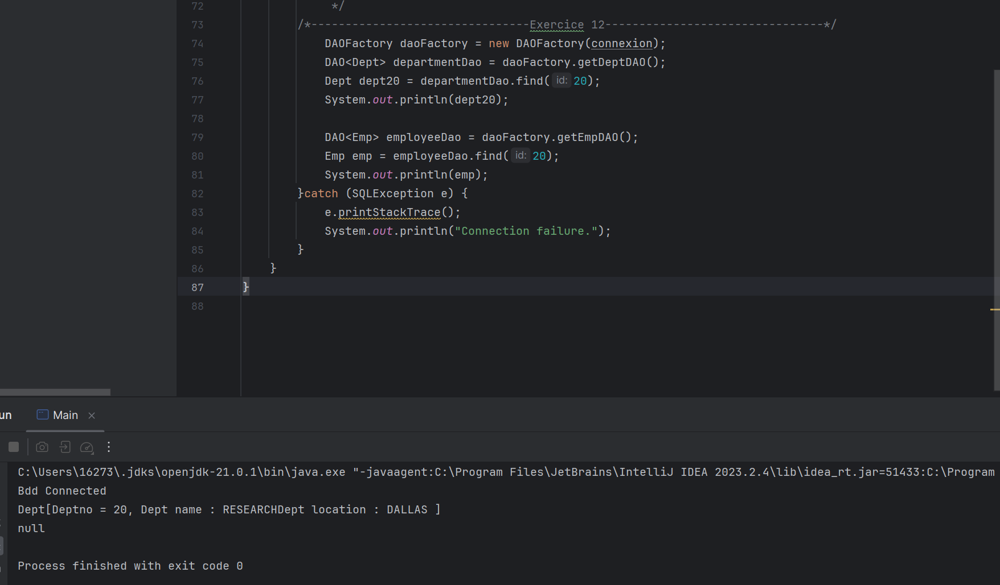 72 */
73 /*--------------------------------Exercice 12--------------------------------*/
74 DAOFactory daoFactory = new DAOFactory(connexion);
75 DAO<Dept> departmentDao = daoFactory.getDeptDAO();
76 Dept dept20 = departmentDao.find( id: 20);
77 System.out.println(dept20);
78
79 DAO<Emp> employeeDao = daoFactory.getEmpDAO();
80 Emp emp = employeeDao.find( id: 20);
81 System.out.println(emp);
82 }catch (SQLException e) {
83 e.printStackTrace();
84 System.out.println("Connection failure.");
85 }
86 }
87 }
88
un Main
C:\Users\16273\.jdks\openjdk-21.0.1\bin\java.exe "-javaagent:C:\Program Files\JetBrains\IntelliJ IDEA 2023.2.4\lib\idea_rt.jar=51433:C:\Program
Bdd Connected
Dept[Deptno = 20, Dept name : RESEARCHDept location : DALLAS ]
null
Process finished with exit code 0